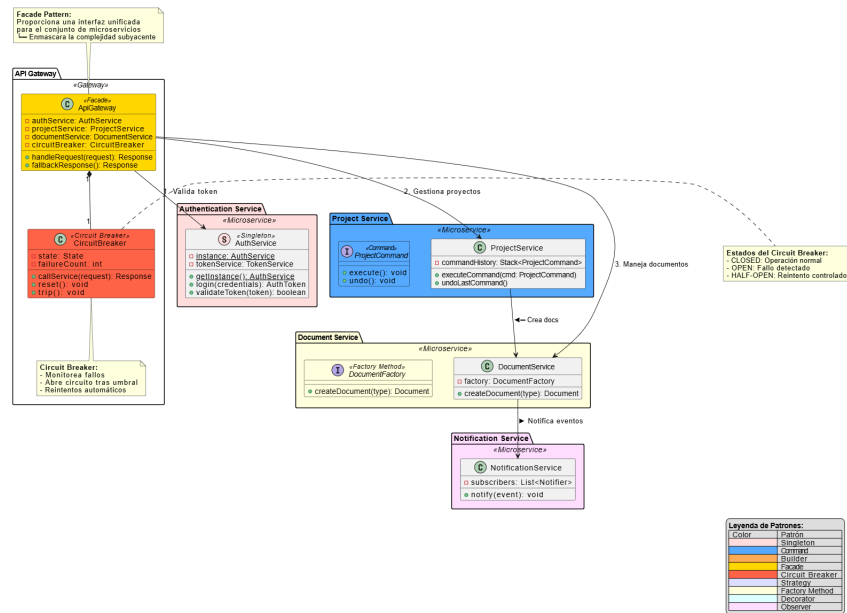 Facade Pattern:
Proporciona una interfaz unificada
para el conjunto de microservicios
Enmascara la complejidad subyacente
API Gateway
«Gateway»
C «Facade»
ApiGateway
authService: AuthService
projectService: ProjectService
documentService: DocumentService
circuitBreaker: CircuitBreaker
handleRequest(request): Response
fallbackResponse(): Response
1
1
C «Circuit Breaker»
CircuitBreaker
state: State
failureCount: int
callService(request): Response
reset(): void
trip(): void
Circuit Breaker:
- Monitorea fallos
- Abre circuito tras umbral
- Reintentos automáticos
1. Valida token
2. Gestiona proyectos
3. Maneja documentos
Authentication Service
«Microservice»
S «Singleton»
AuthService
instance: AuthService
tokenService: TokenService
getInstance(): AuthService
login(credentials): AuthToken
validateToken(token): boolean
Project Service
«Microservice»
I «Command»
ProjectCommand
execute(): void
undo(): void
C ProjectService
commandHistory: Stack<ProjectCommand>
executeCommand(cmd: ProjectCommand)
undoLastCommand()
Estados del Circuit Breaker:
- CLOSED: Operación normal
- OPEN: Fallo detectado
- HALF-OPEN: Reintento controlado
Crea docs
Document Service
«Microservice»
I «Factory Method»
DocumentFactory
createDocument(type): Document
C DocumentService
factory: DocumentFactory
createDocument(type): Document
Notifica eventos
Notification Service
«Microservice»
C NotificationService
subscribers: List<Notifier>
notify(event): void
Leyenda de Patrones:
Color Patrón
Singleton
Command
Builder
Facade
Circuit Breaker
Strategy
Factory Method
Decorator
Observer